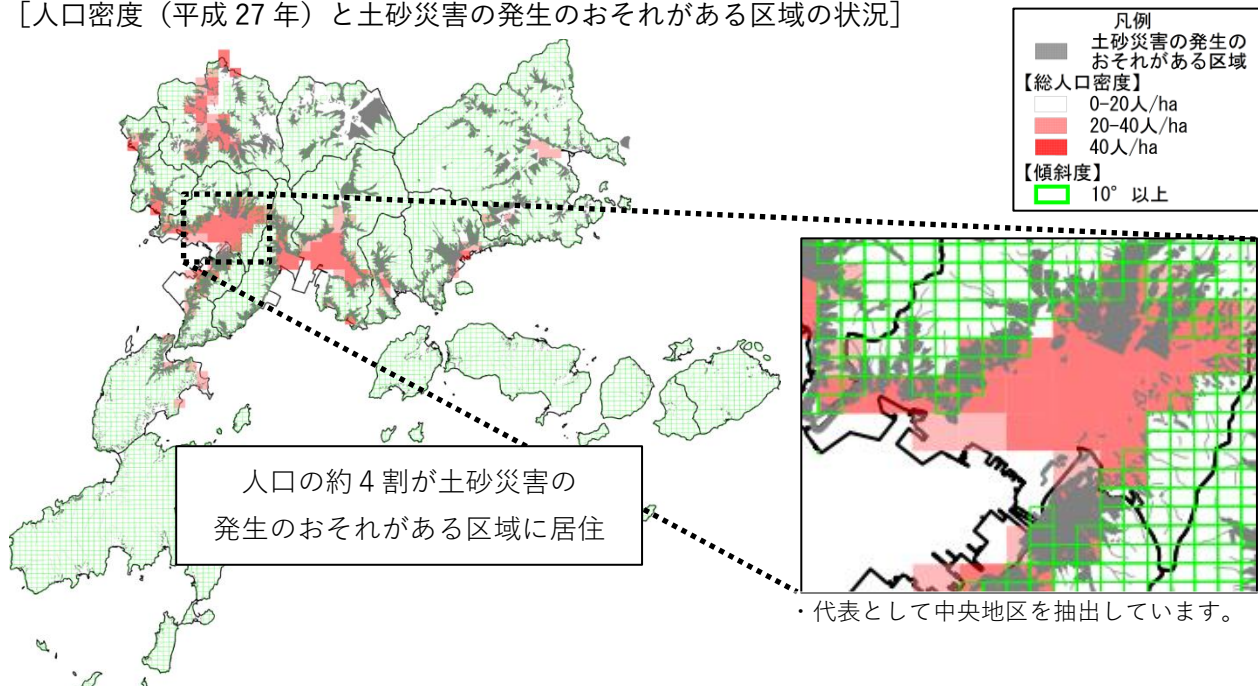 ［人口密度（平成 27 年）と土砂災害の発生のおそれがある区域の状況］
凡例
土砂災害の発生の
おそれがある区域
【総人口密度】
0-20人/ha
20-40人/ha
40人/ha
【傾斜度】
10° 以上
人口の約 4 割が土砂災害の
発生のおそれがある区域に居住
・代表として中央地区を抽出しています。